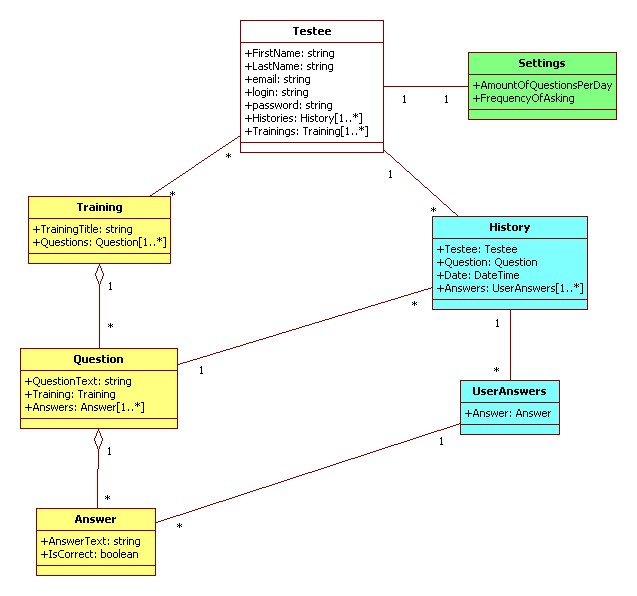 Testee
+FirstName: string
+LastName: string
+email: string
+login: string
+password: string
+Histories: History[1..*]
+Trainings: Training[1..*]
Settings
+AmountOfQuestionsPerDay
+FrequencyOfAsking
1
1
*
*
1
*
Training
+TrainingTitle: string
+Questions: Question[1..*]
History
+Testee: Testee
+Question: Question
+Date: DateTime
+Answers: UserAnswers[1..*]
1
*
*
1
1
*
Question
+QuestionText: string
+Training: Training
+Answers: Answer[1..*]
UserAnswers
+Answer: Answer
1
*
1
*
Answer
+AnswerText: string
+IsCorrect: boolean